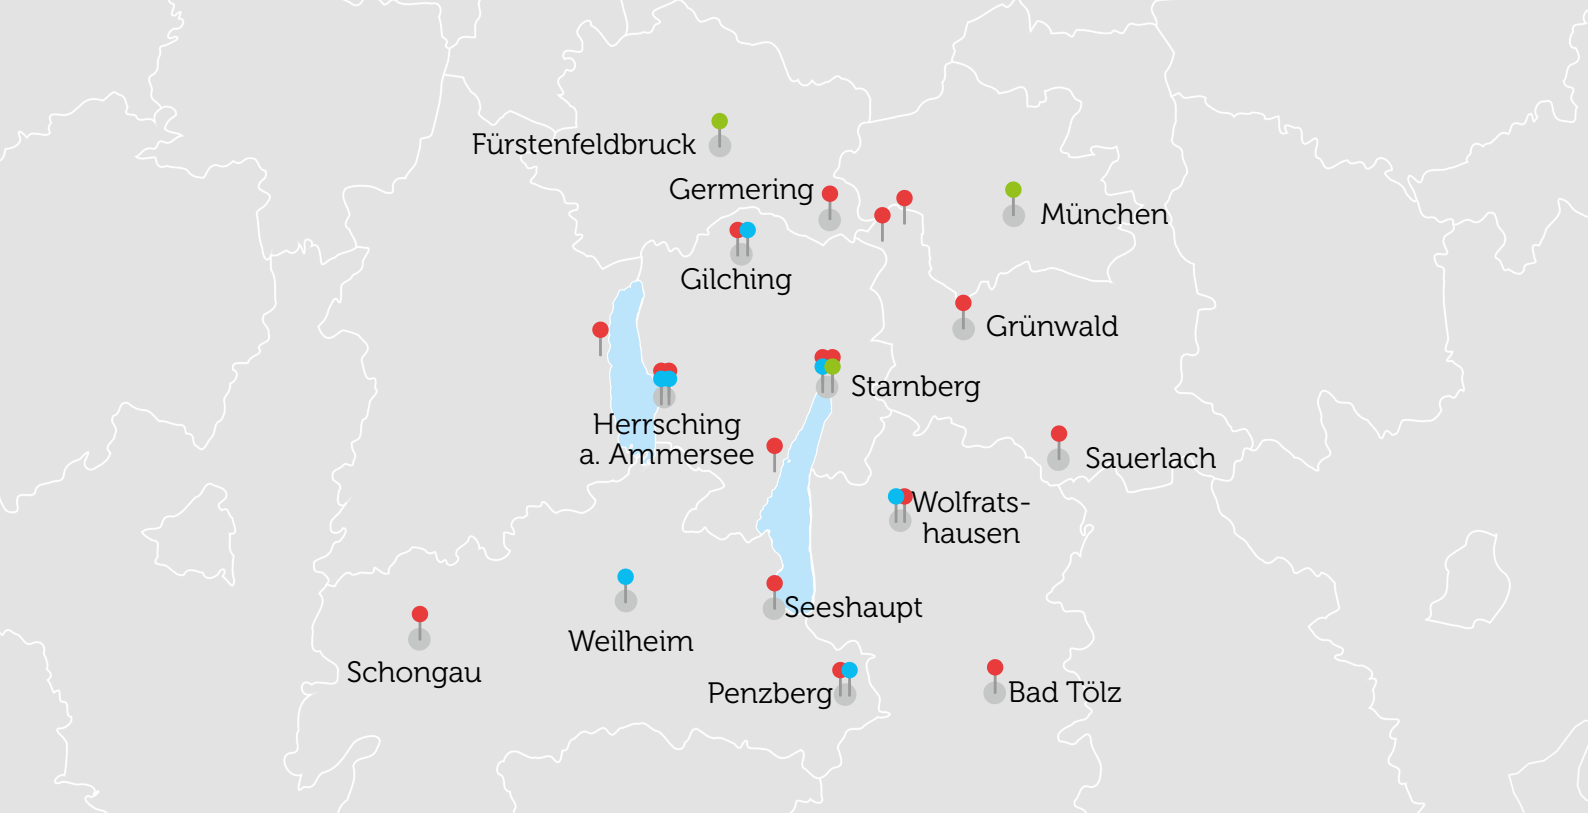 Fürstenfeldbruck
Germering
München
Gilching
Grünwald
Starnberg
Herrsching
a. Ammersee
Sauerlach
Wolfrats-
hausen
Seeshaupt
Weilheim
Schongau
Penzberg
Bad Tölz